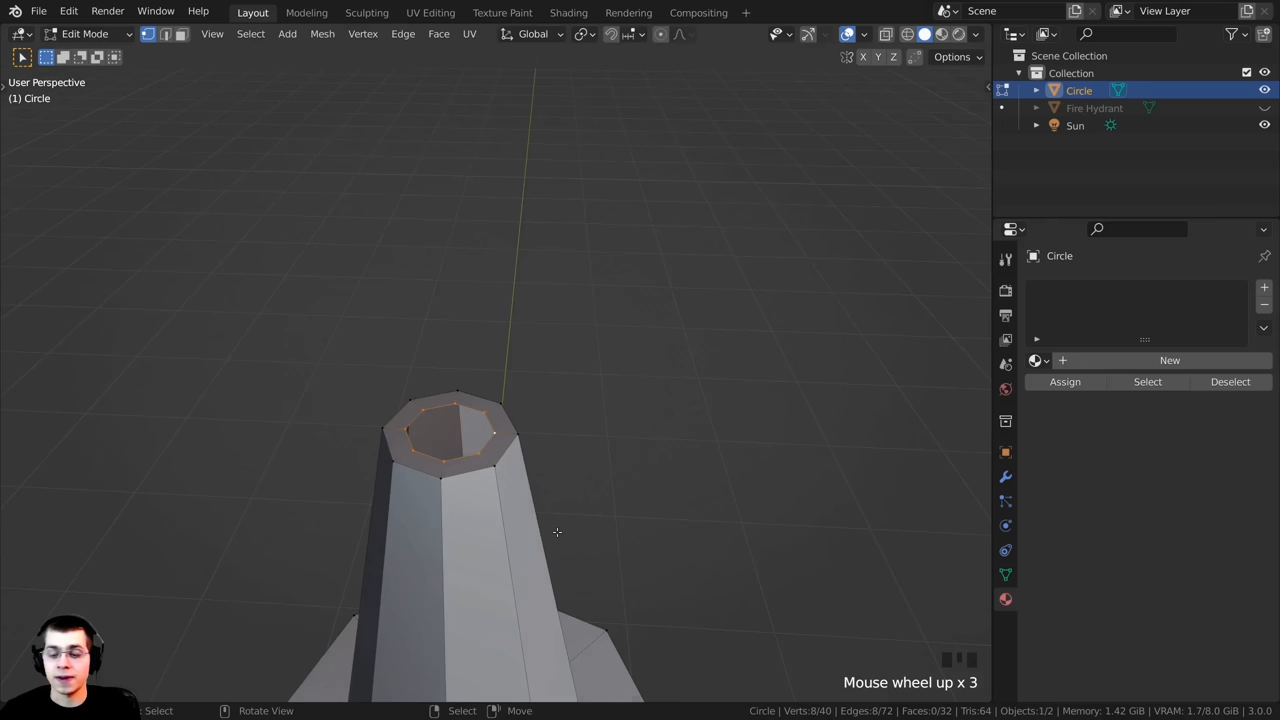 File Edit Render Window Help Layout Modeling Sculpting UV Editing Texture Paint Shading Rendering Compositing + Scene View Layer
Edit Mode View Select Add Mesh Vertex Edge Face UV Global
X Y Z Options
User Perspective
(1) Circle
Scene Collection
Collection
Circle
Fire Hydrant
Sun
Circle
New
Assign Select Deselect
Mouse wheel up x 3
Select Rotate View Select Move Circle | Verts:8/40 | Edges:8/72 | Faces:0/32 | Tris:64 | Objects:1/2 | Memory: 1.42 GiB | VRAM: 1.7/8.0 GiB | 3.0.0